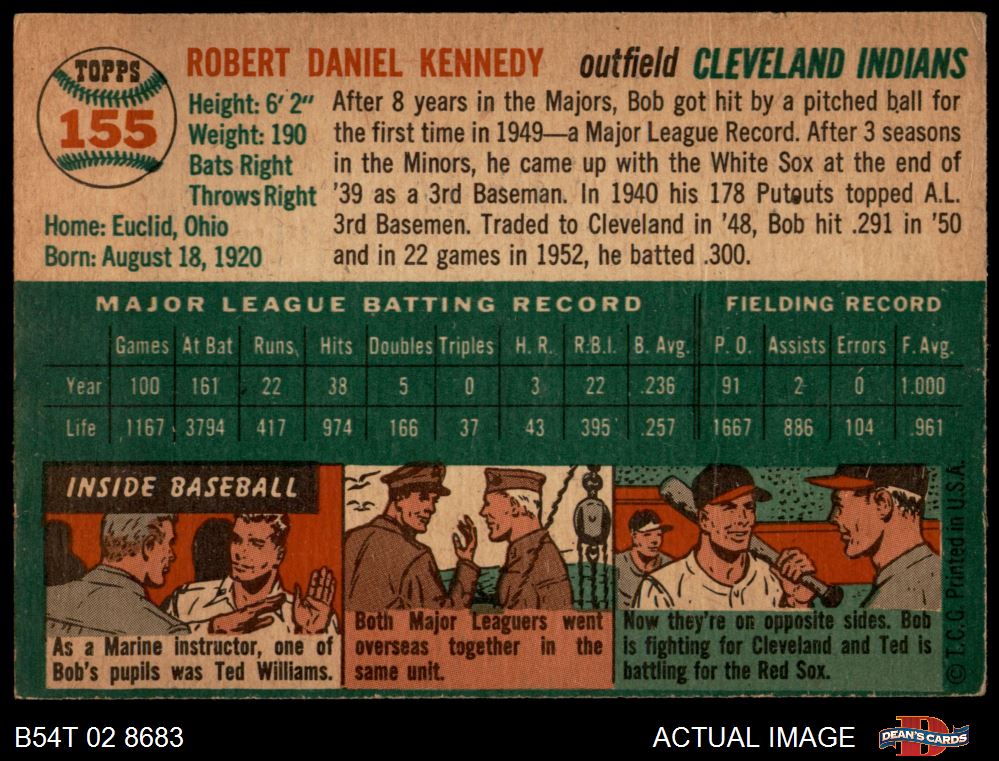 TOPPS
155
ROBERT DANIEL KENNEDY outfield CLEVELAND INDIANS
Height: 6' 2"
Weight: 190
Bats Right
Throws Right
Home: Euclid, Ohio
Born: August 18, 1920
After 8 years in the Majors, Bob got hit by a pitched ball for
the first time in 1949—a Major League Record. After 3 seasons
in the Minors, he came up with the White Sox at the end of
'39 as a 3rd Baseman. In 1940 his 178 Putouts topped A.L.
3rd Basemen. Traded to Cleveland in '48, Bob hit .291 in '50
and in 22 games in 1952, he batted .300.
MAJOR LEAGUE BATTING RECORD FIELDING RECORD
Games At Bat Runs Hits Doubles Triples H. R. R.B.I. B. Avg. P. O. Assists Errors F. Avg.
Year 100 161 22 38 5 0 3 22 .236 91 2 0 1.000
Life 1167 3794 417 974 166 37 43 395 .257 1667 886 104 .961
INSIDE BASEBALL
As a Marine instructor, one of
Bob's pupils was Ted Williams.
Both Major Leaguers went
overseas together in the
same unit.
Now they're on opposite sides. Bob
is fighting for Cleveland and Ted is
battling for the Red Sox.
© T.C.G. Printed in U.S.A.
B54T 02 8683
ACTUAL IMAGE
D
DEAN'S CARDS